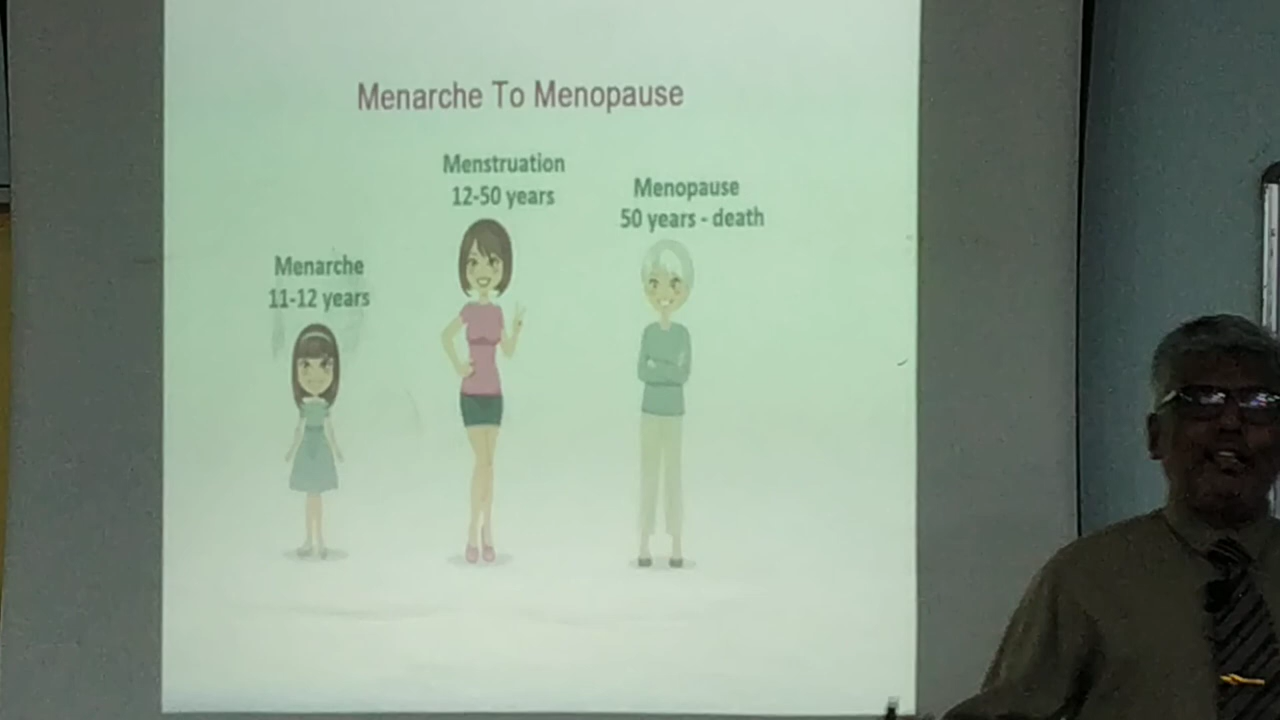 Menarche To Menopause
Menstruation
12-50 years
Menopause
50 years - death
Menarche
11-12 years